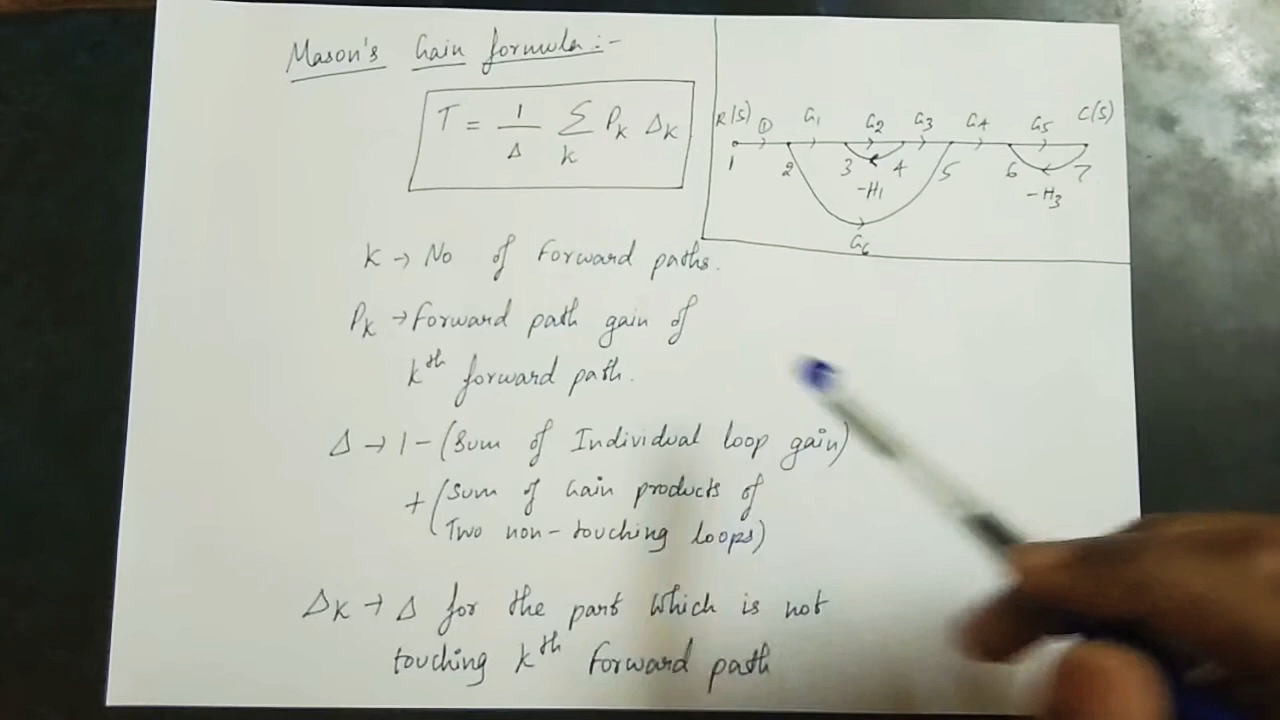 Mason's Gain formula :-
T = 1/Δ Σ_K P_K Δ_K
R(s) ① G1 G2 G3 G4 G5 C(s)
1 2 3 4 5 6 7
-H1 -H3
G6
K → No of Forward paths.
P_K → Forward path gain of
K^th forward path.
Δ → 1 - (Sum of Individual loop gain)
+ (Sum of Gain products of
Two non-touching loops)
Δ_K → Δ for the part which is not
touching K^th Forward path